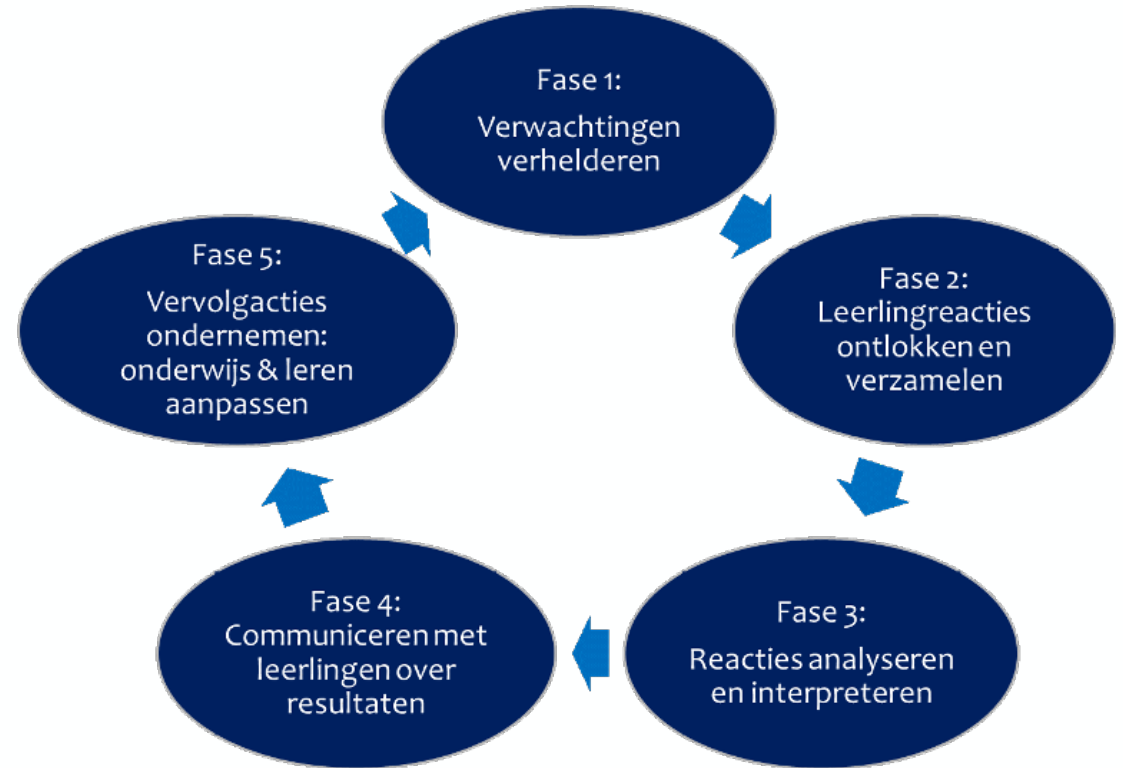 Fase 1:
Verwachtingen
verhelderen
Fase 2:
Leerlingreacties
ontlokken en
verzamelen
Fase 3:
Reacties analyseren
en interpreteren
Fase 4:
Communiceren met
leerlingen over
resultaten
Fase 5:
Vervolgacties
ondernemen:
onderwijs & leren
aanpassen